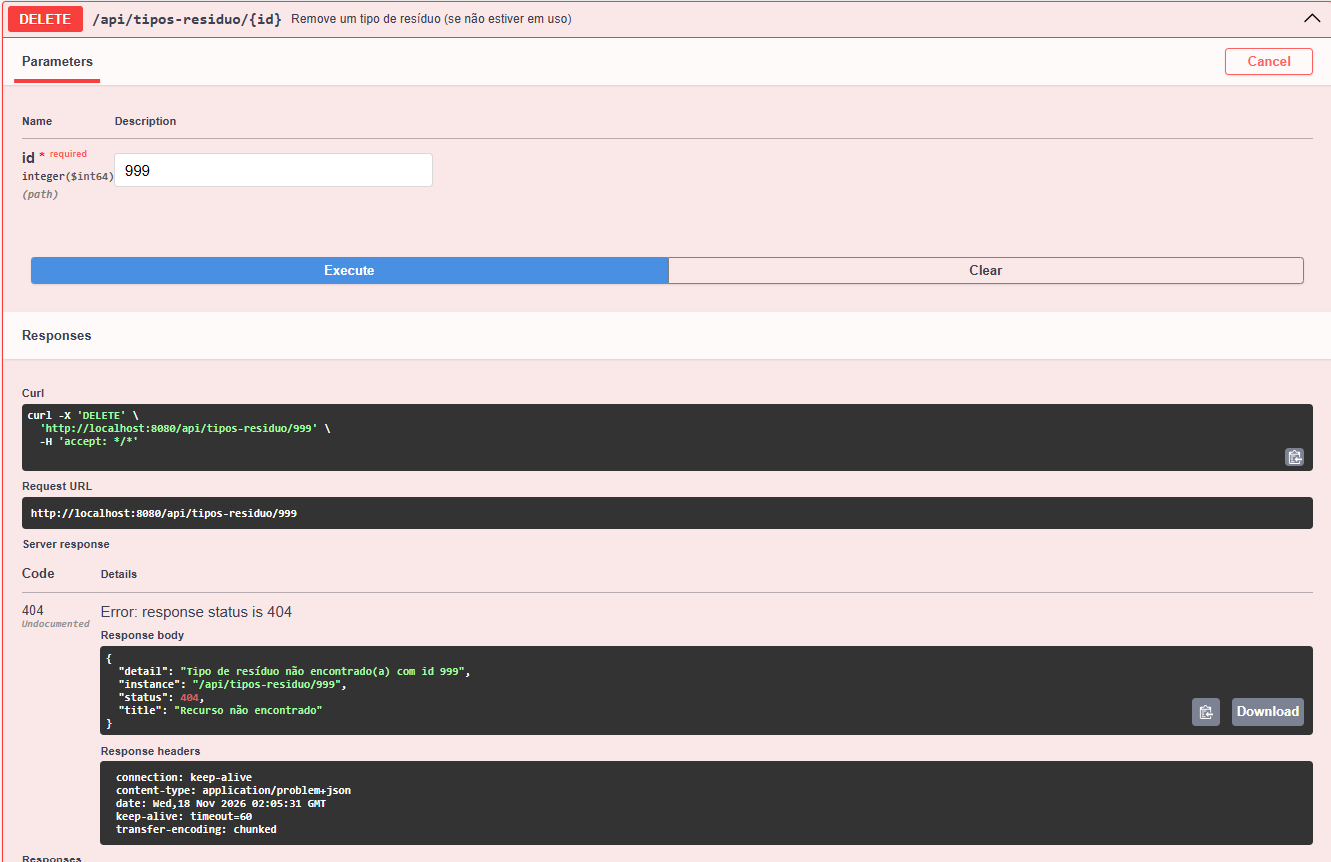 DELETE /api/tipos-residuo/{id} Remove um tipo de resíduo (se não estiver em uso)
Parameters
Cancel
Name Description
id * required
integer($int64)
(path)
999
Execute Clear
Responses
Curl
curl -X 'DELETE' \
'http://localhost:8080/api/tipos-residuo/999' \
-H 'accept: */*'
Request URL
http://localhost:8080/api/tipos-residuo/999
Server response
Code Details
404
Undocumented
Error: response status is 404
Response body
{
"detail": "Tipo de resíduo não encontrado(a) com id 999",
"instance": "/api/tipos-residuo/999",
"status": 404,
"title": "Recurso não encontrado"
}
Download
Response headers
connection: keep-alive
content-type: application/problem+json
date: Wed,18 Nov 2026 02:05:31 GMT
keep-alive: timeout=60
transfer-encoding: chunked
Responses